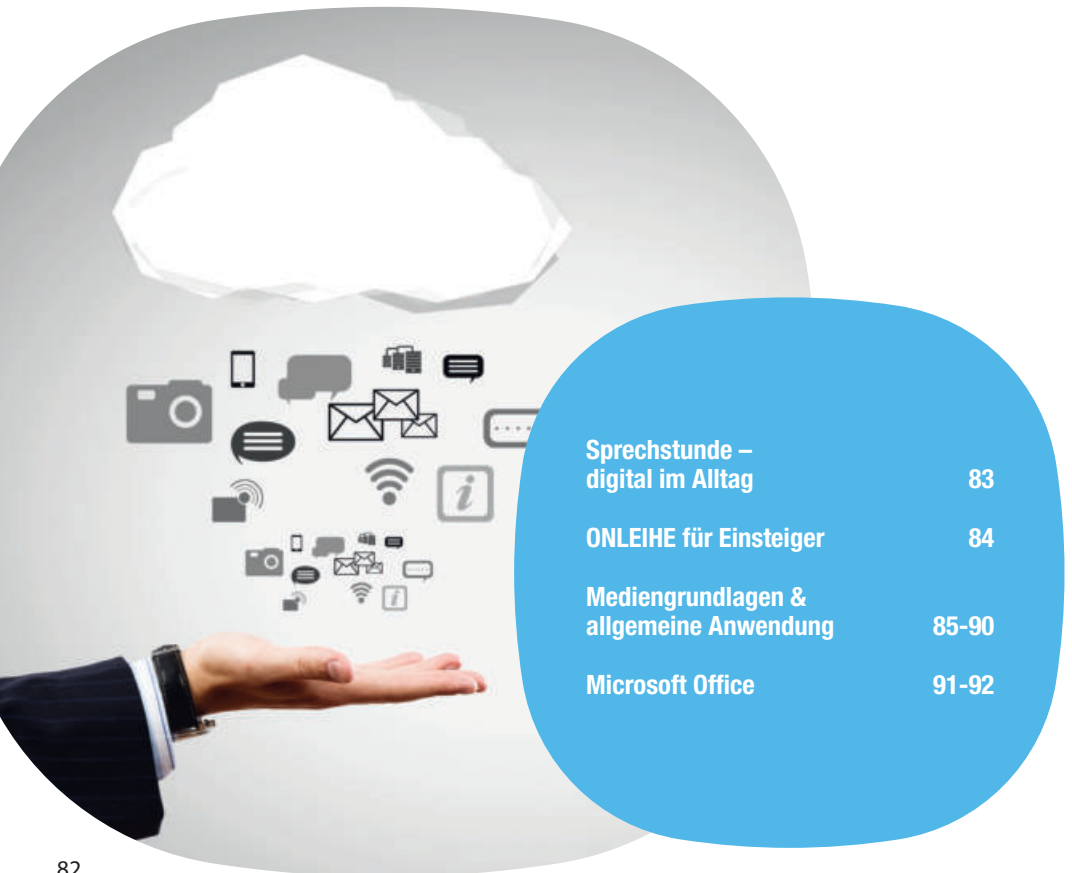 Sprechstunde –
digital im Alltag 83
ONLEIHE für Einsteiger 84
Mediengrundlagen &
allgemeine Anwendung 85-90
Microsoft Office 91-92
82